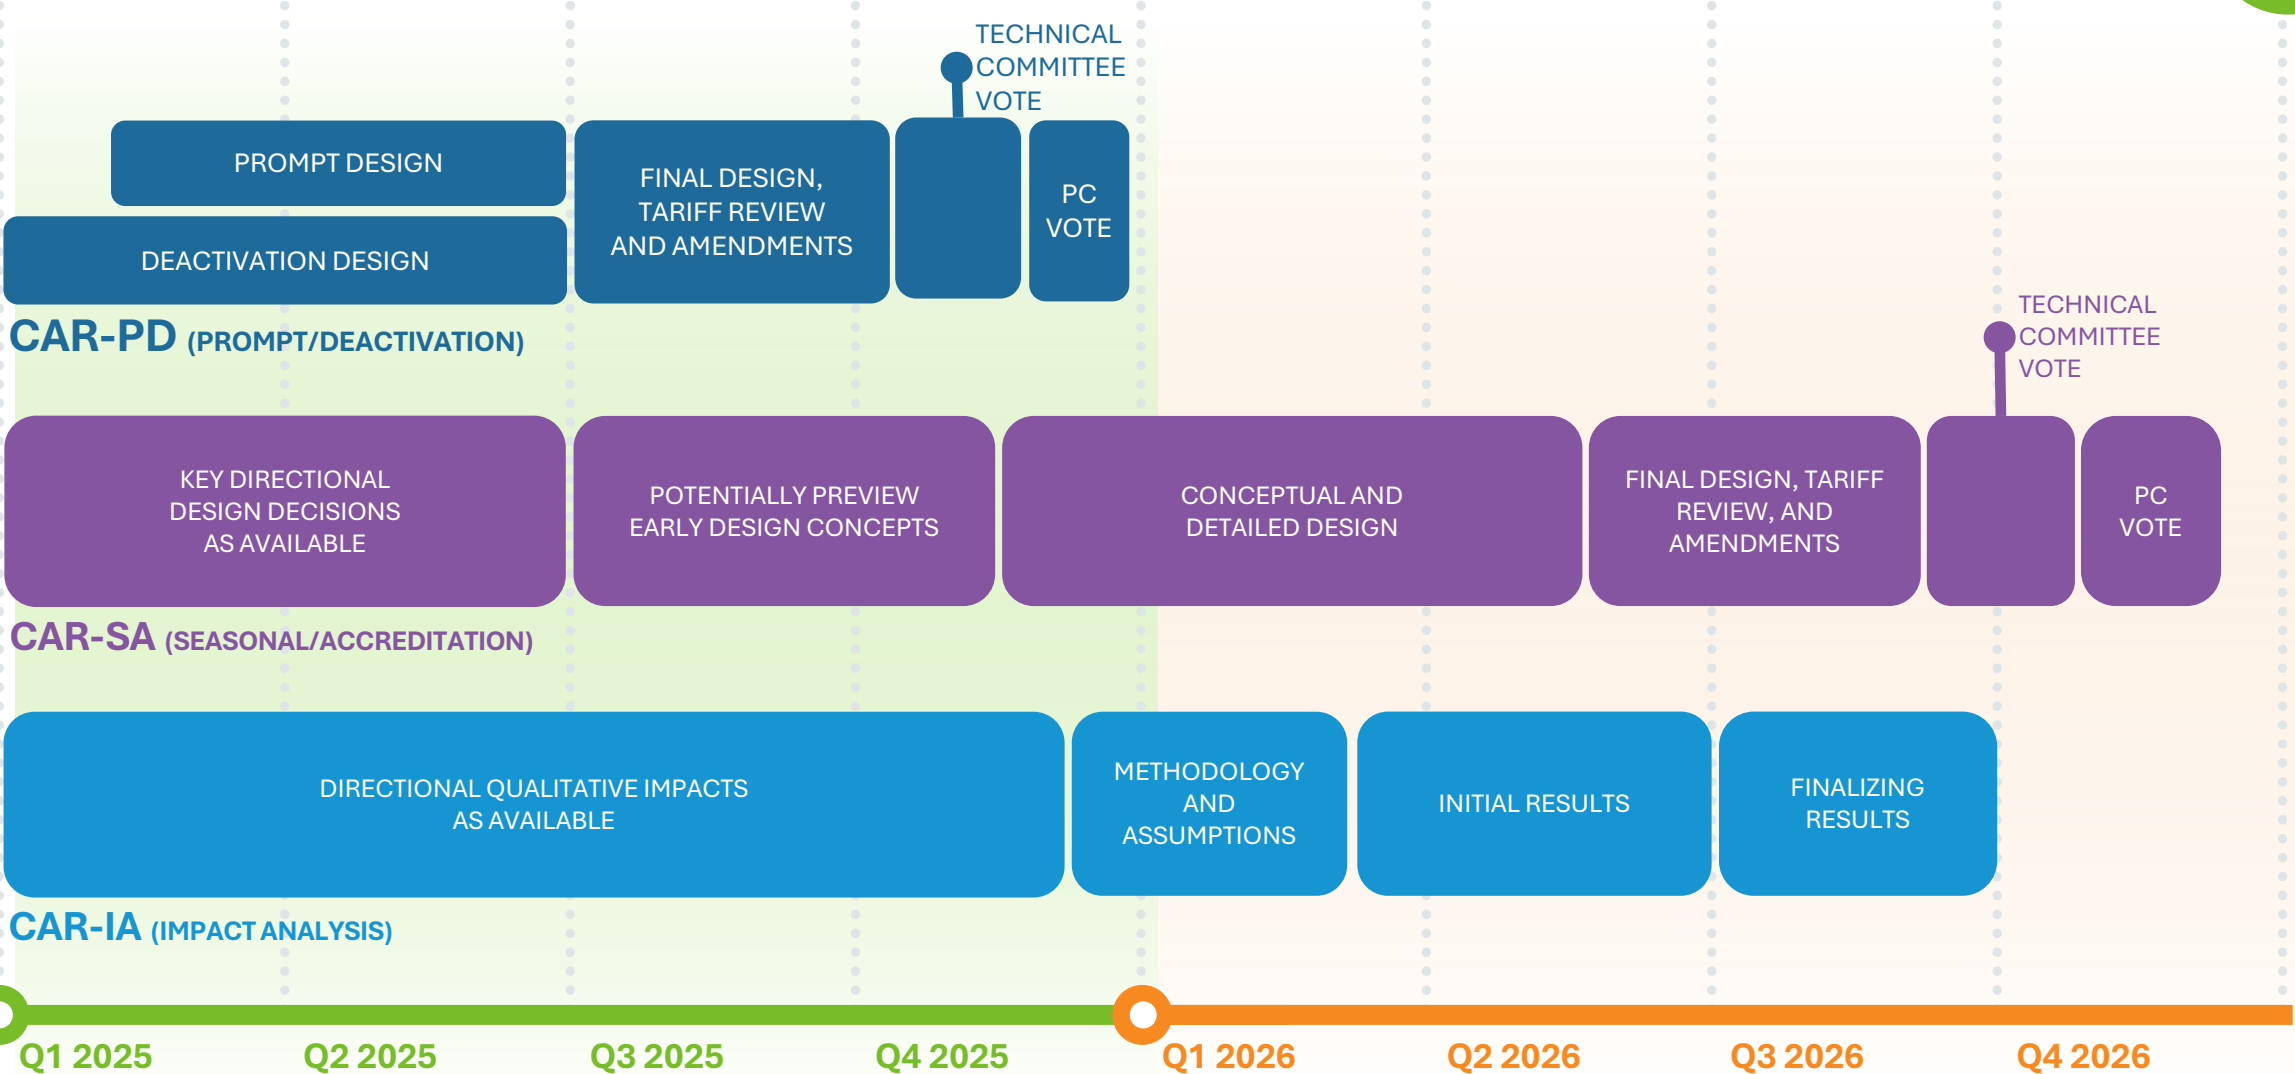 TECHNICAL
COMMITTEE
VOTE
PROMPT DESIGN
DEACTIVATION DESIGN
FINAL DESIGN,
TARIFF REVIEW
AND AMENDMENTS
PC
VOTE
CAR-PD (PROMPT/DEACTIVATION)
TECHNICAL
COMMITTEE
VOTE
KEY DIRECTIONAL
DESIGN DECISIONS
AS AVAILABLE
POTENTIALLY PREVIEW
EARLY DESIGN CONCEPTS
CONCEPTUAL AND
DETAILED DESIGN
FINAL DESIGN, TARIFF
REVIEW, AND
AMENDMENTS
PC
VOTE
CAR-SA (SEASONAL/ACCREDITATION)
DIRECTIONAL QUALITATIVE IMPACTS
AS AVAILABLE
METHODOLOGY
AND
ASSUMPTIONS
INITIAL RESULTS
FINALIZING
RESULTS
CAR-IA (IMPACT ANALYSIS)
Q1 2025
Q2 2025
Q3 2025
Q4 2025
Q1 2026
Q2 2026
Q3 2026
Q4 2026